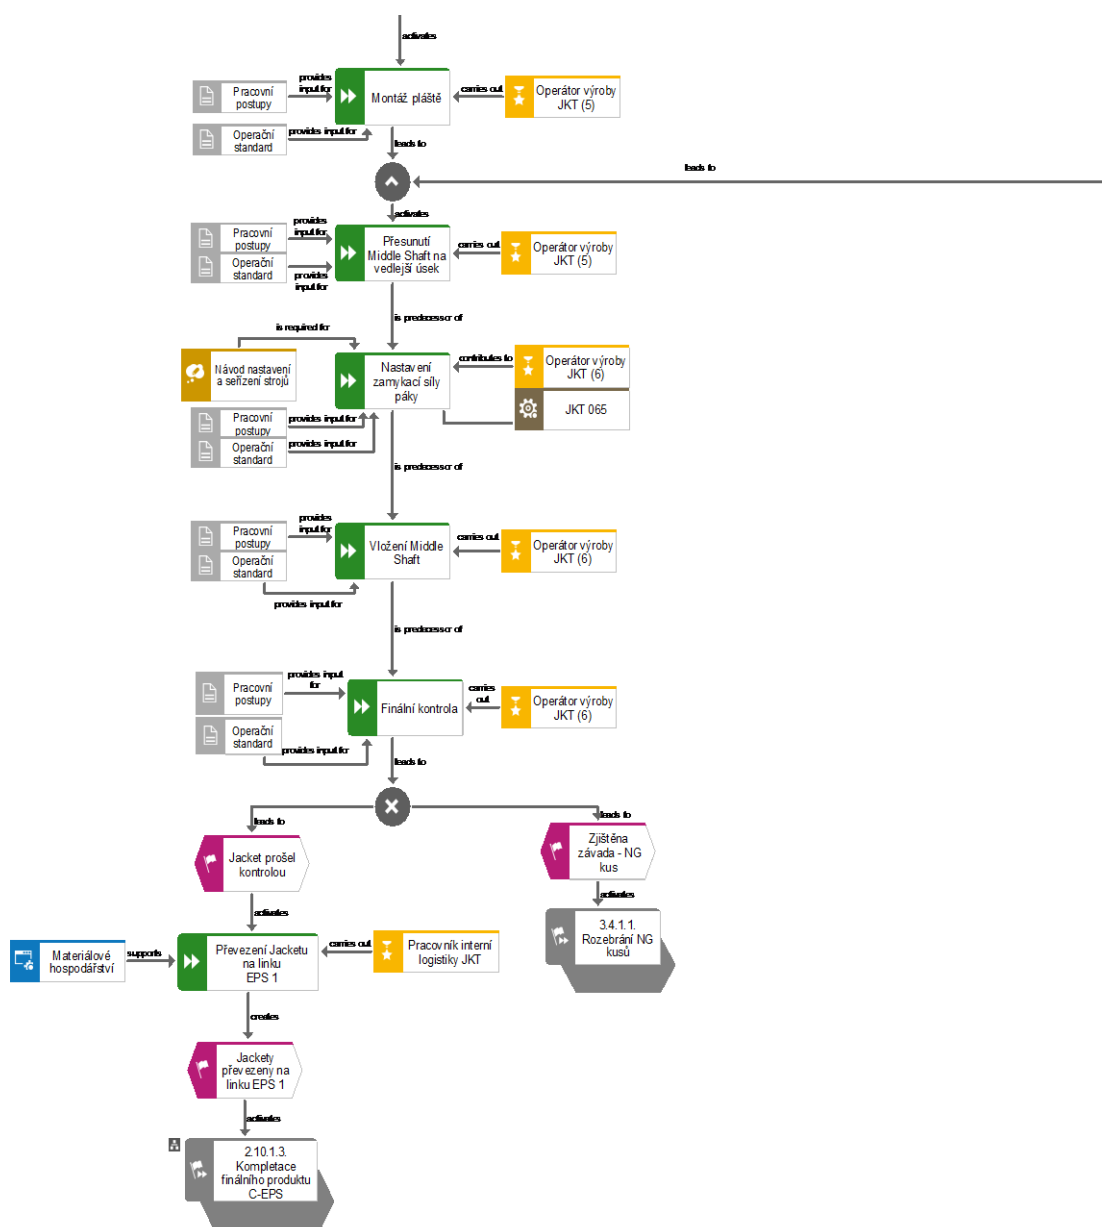 activates
Pracovní
postupy
provides
input for
Montáž pláště
carries out
Operátor výroby
JKT (5)
Operační
standard
provides input for
leads to
leads to
activates
Pracovní
postupy
provides
input for
Přesunutí
Middle Shaft na
vedlejší úsek
carries out
Operátor výroby
JKT (5)
Operační
standard
provides
input for
is predecessor of
is required for
Návod nastavení
a seřízení strojů
Nastavení
zamykací síly
páky
contributes to
Operátor výroby
JKT (6)
JKT 065
Pracovní
postupy
provides input for
Operační
standard
provides input for
is predecessor of
Pracovní
postupy
provides
input for
Vložení Middle
Shaft
carries out
Operátor výroby
JKT (6)
Operační
standard
provides input for
is predecessor of
Pracovní
postupy
provides input
for
Finální kontrola
carries
out
Operátor výroby
JKT (6)
Operační
standard
provides input for
leads to
leads to
leads to
Jacket prošel
kontrolou
Zjištěna
závada - NG
kus
activates
activates
3.4.1.1.
Rozebrání NG
kusů
Materiálové
hospodářství
supports
Převezení Jacketu
na linku
EPS 1
carries out
Pracovník interní
logistiky JKT
creates
Jackety
převezeny na
linku EPS 1
activates
2.10.1.3.
Kompletace
finálního produktu
C-EPS